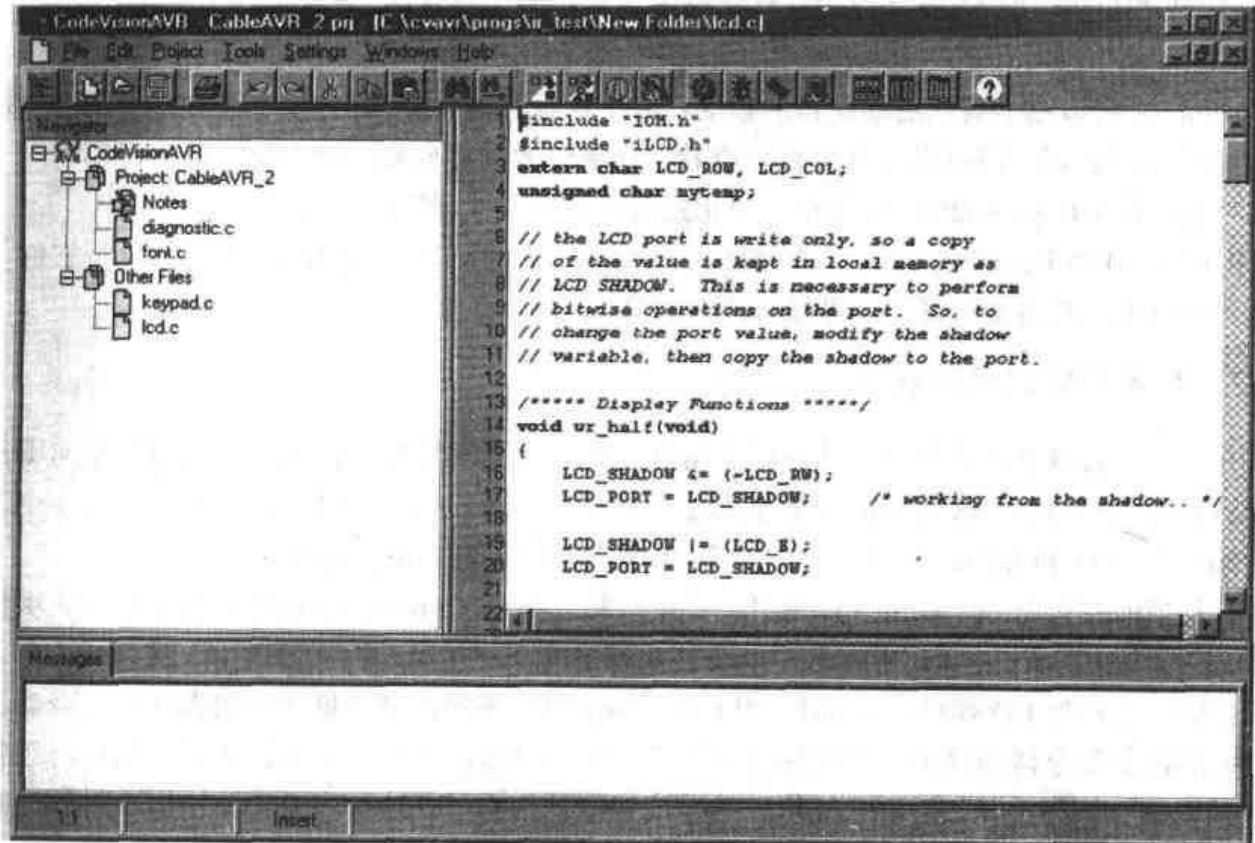 CodeVisionAVR - CableAVR_2.prj - [C:\cvavr\progs\ir_test\New Folder\lcd.c]
File Edit Project Tools Settings Windows Help
Navigator
CodeVisionAVR
Project: CableAVR_2
Notes
diagnostic.c
font.c
Other Files
keypad.c
lcd.c
1 #include "IOM.h"
2 #include "iLCD.h"
3 extern char LCD_ROW, LCD_COL;
4 unsigned char mytemp;
5
6 // the LCD port is write only, so a copy
7 // of the value is kept in local memory as
8 // LCD SHADOW. This is necessary to perform
9 // bitwise operations on the port. So, to
10 // change the port value, modify the shadow
11 // variable, then copy the shadow to the port.
12
13 /***** Display Functions *****/
14 void wr_half(void)
15 {
16 LCD_SHADOW &= (~LCD_RW);
17 LCD_PORT = LCD_SHADOW; /* working from the shadow.. */
18
19 LCD_SHADOW |= (LCD_E);
20 LCD_PORT = LCD_SHADOW;
21
22
Messages
1:1 Insert